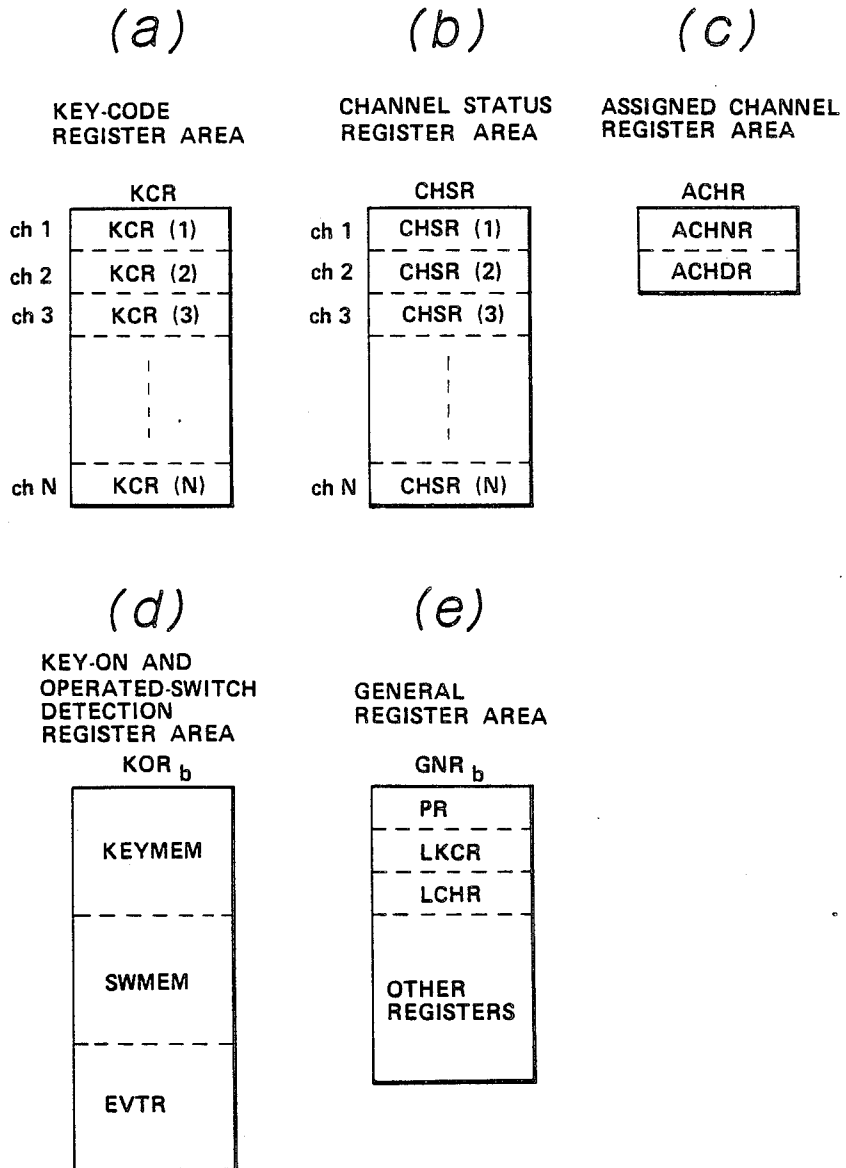 (a)
KEY-CODE
REGISTER AREA
KCR
ch 1 KCR (1)
ch 2 KCR (2)
ch 3 KCR (3)
ch N KCR (N)
(b)
CHANNEL STATUS
REGISTER AREA
CHSR
ch 1 CHSR (1)
ch 2 CHSR (2)
ch 3 CHSR (3)
ch N CHSR (N)
(c)
ASSIGNED CHANNEL
REGISTER AREA
ACHR
ACHNR
ACHDR
(d)
KEY-ON AND
OPERATED-SWITCH
DETECTION
REGISTER AREA
KOR b
KEYMEM
SWMEM
EVTR
(e)
GENERAL
REGISTER AREA
GNR b
PR
LKCR
LCHR
OTHER
REGISTERS